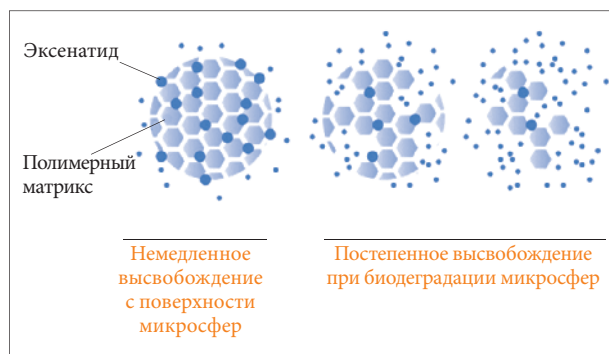 Эксенатид
Полимерный
матрикс
Немедленное
высвобождение
с поверхности
микросфер
Постепенное высвобождение
при биодеградации микросфер